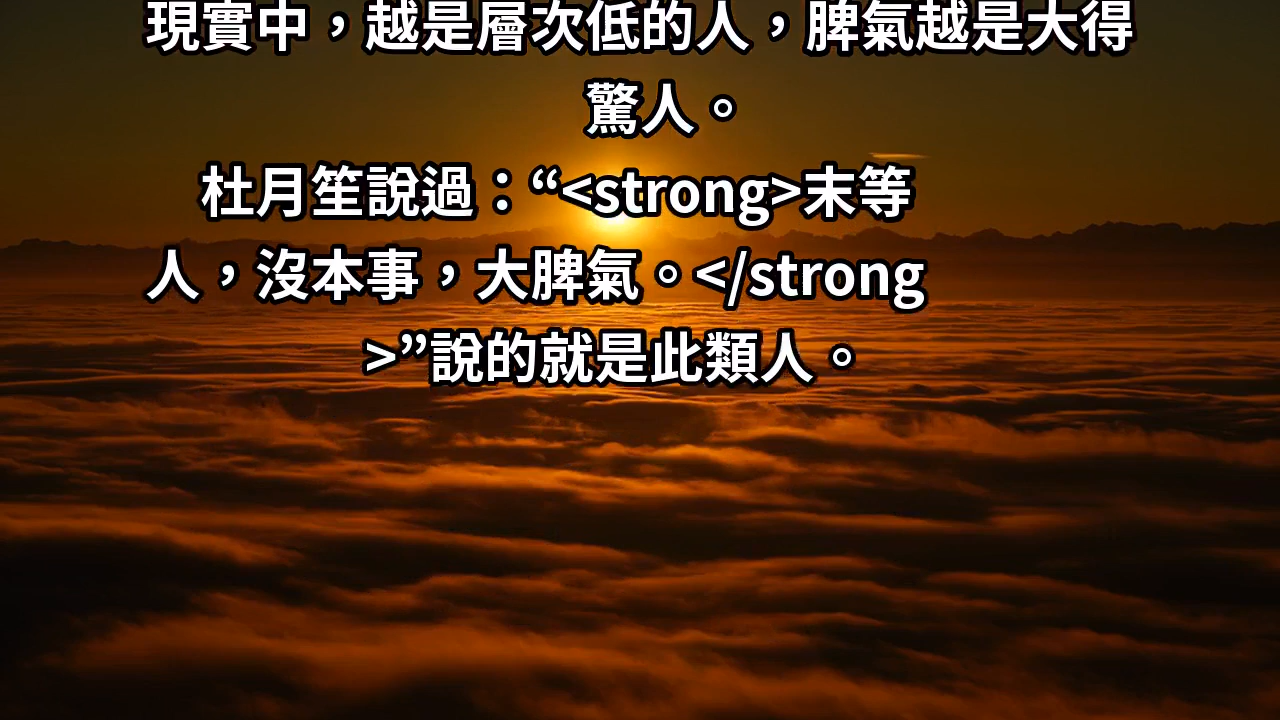 現實中，越是層次低的人，脾氣越是大得
驚人。
杜月笙說過：“<strong>末等
人，沒本事，大脾氣。</strong
>”說的就是此類人。